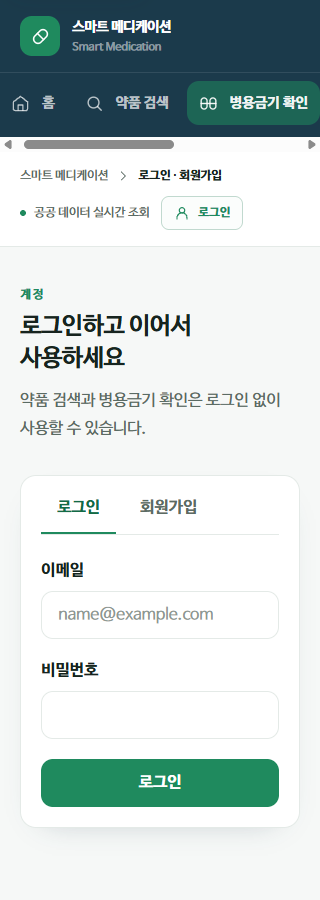 스마트 메디케이션
Smart Medication
홈 약품 검색 병용금기 확인
스마트 메디케이션 > 로그인 · 회원가입
공공 데이터 실시간 조회 로그인
계정
로그인하고 이어서
사용하세요
약품 검색과 병용금기 확인은 로그인 없이
사용할 수 있습니다.
로그인 회원가입
이메일
name@example.com
비밀번호
로그인